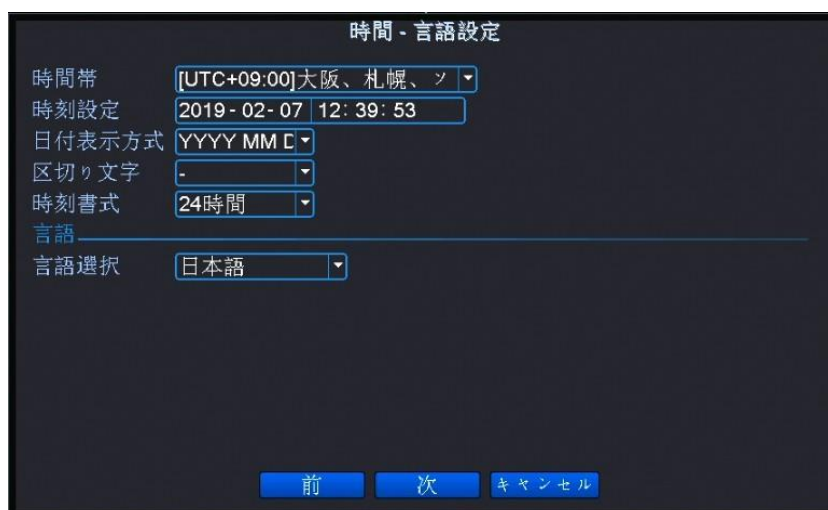 時間 - 言語設定
時間帯 [UTC+09:00]大阪、札幌、ソ
時刻設定 2019- 02- 07 12: 39: 53
日付表示方式 YYYY MM D
区切り文字 -
時刻書式 24時間
言語
言語選択 日本語
前 次 キャンセル